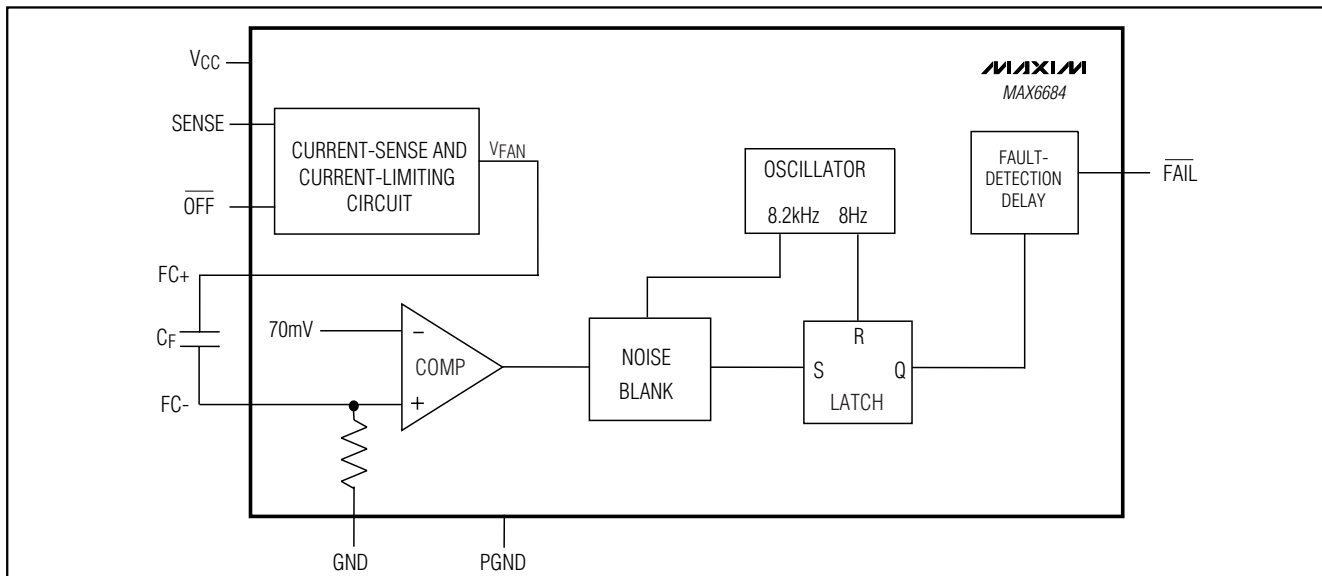 VCC
MAXIM
MAX6684
SENSE
CURRENT-SENSE AND
CURRENT-LIMITING
CIRCUIT
VFAN
OFF
OSCILLATOR
8.2kHz 8Hz
FAULT-
DETECTION
DELAY
FAIL
FC+
CF
FC-
70mV
−
+
COMP
NOISE
BLANK
R
S Q
LATCH
GND
PGND